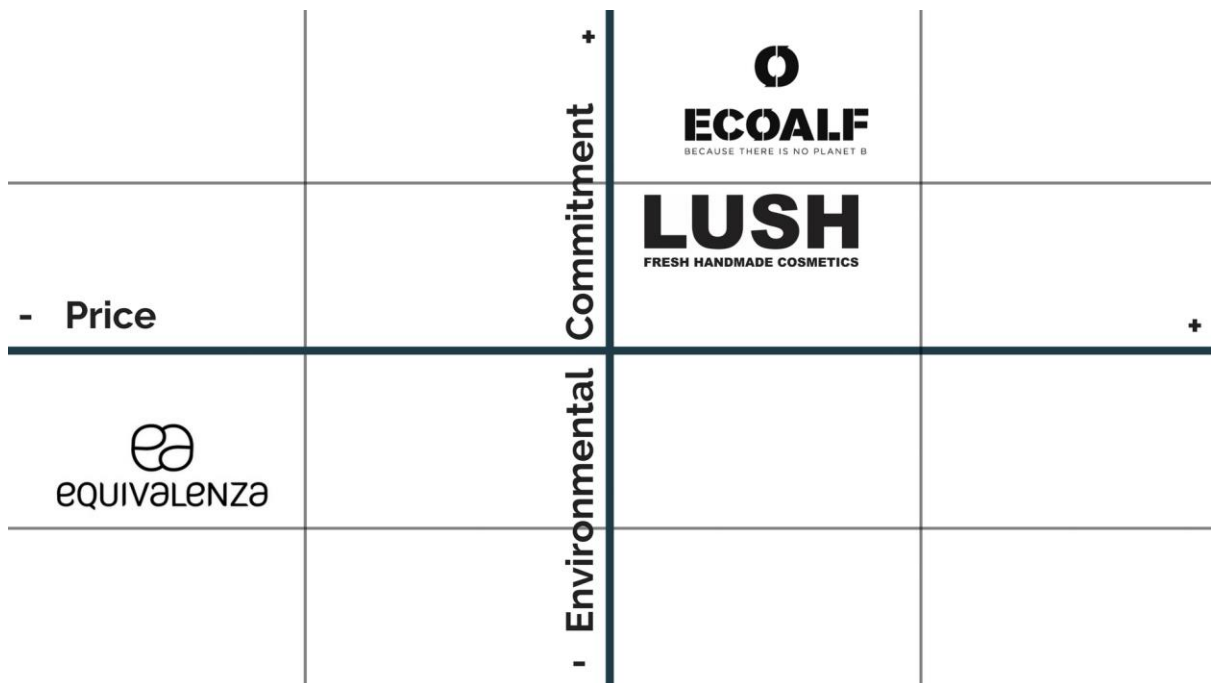 +
ECOALF
BECAUSE THERE IS NO PLANET B
LUSH
FRESH HANDMADE COSMETICS
- Price
+
equivalenza
- Environmental Commitment